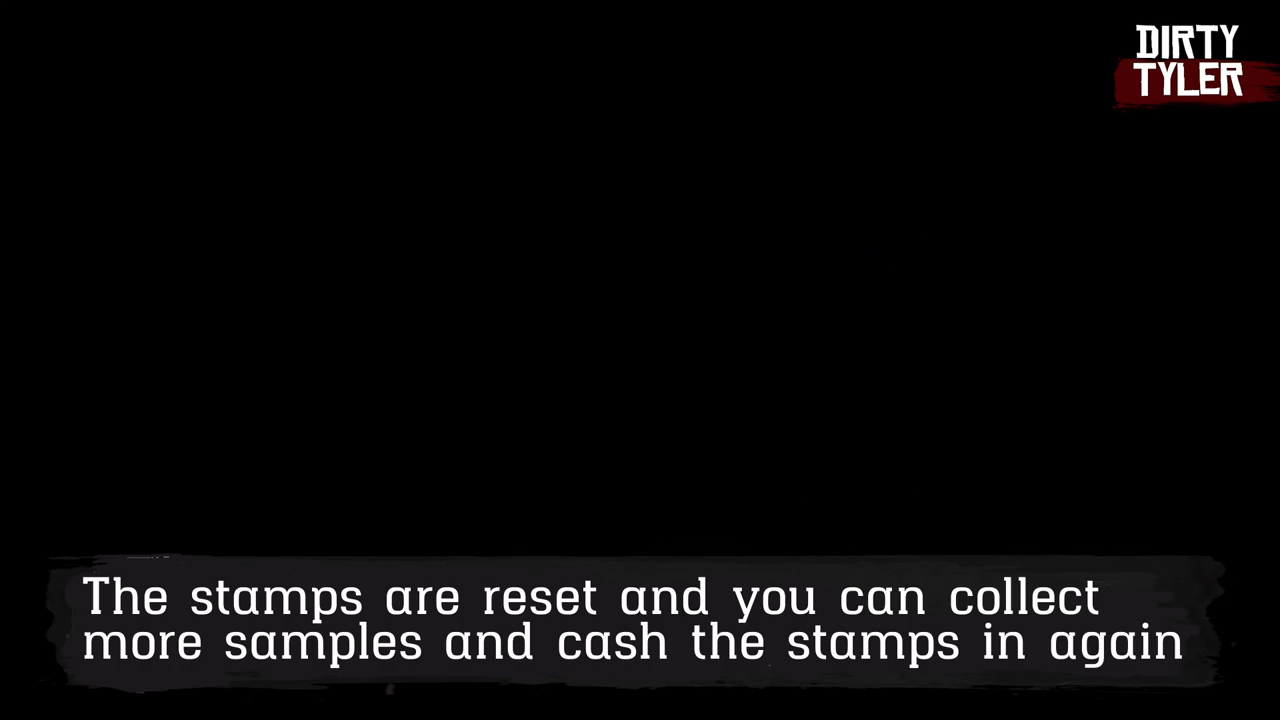 DIRTY
TYLER
The stamps are reset and you can collect
more samples and cash the stamps in again